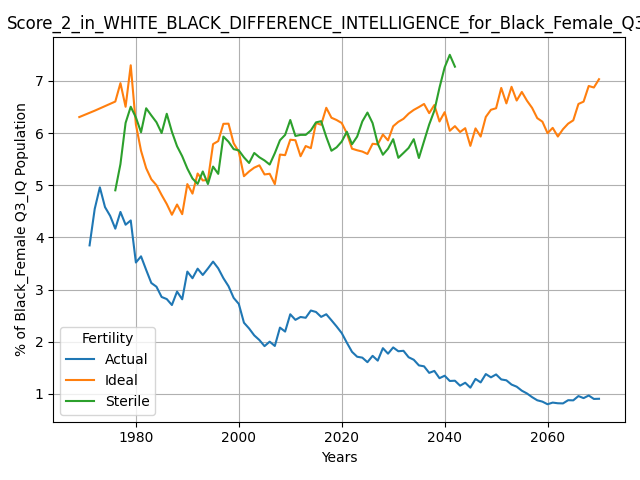 Score_2_in_WHITE_BLACK_DIFFERENCE_INTELLIGENCE_for_Black_Female_Q3
% of Black_Female Q3_IQ Population
7
6
5
4
3
2
1
Fertility
Actual
Ideal
Sterile
1980 2000 2020 2040 2060
Years